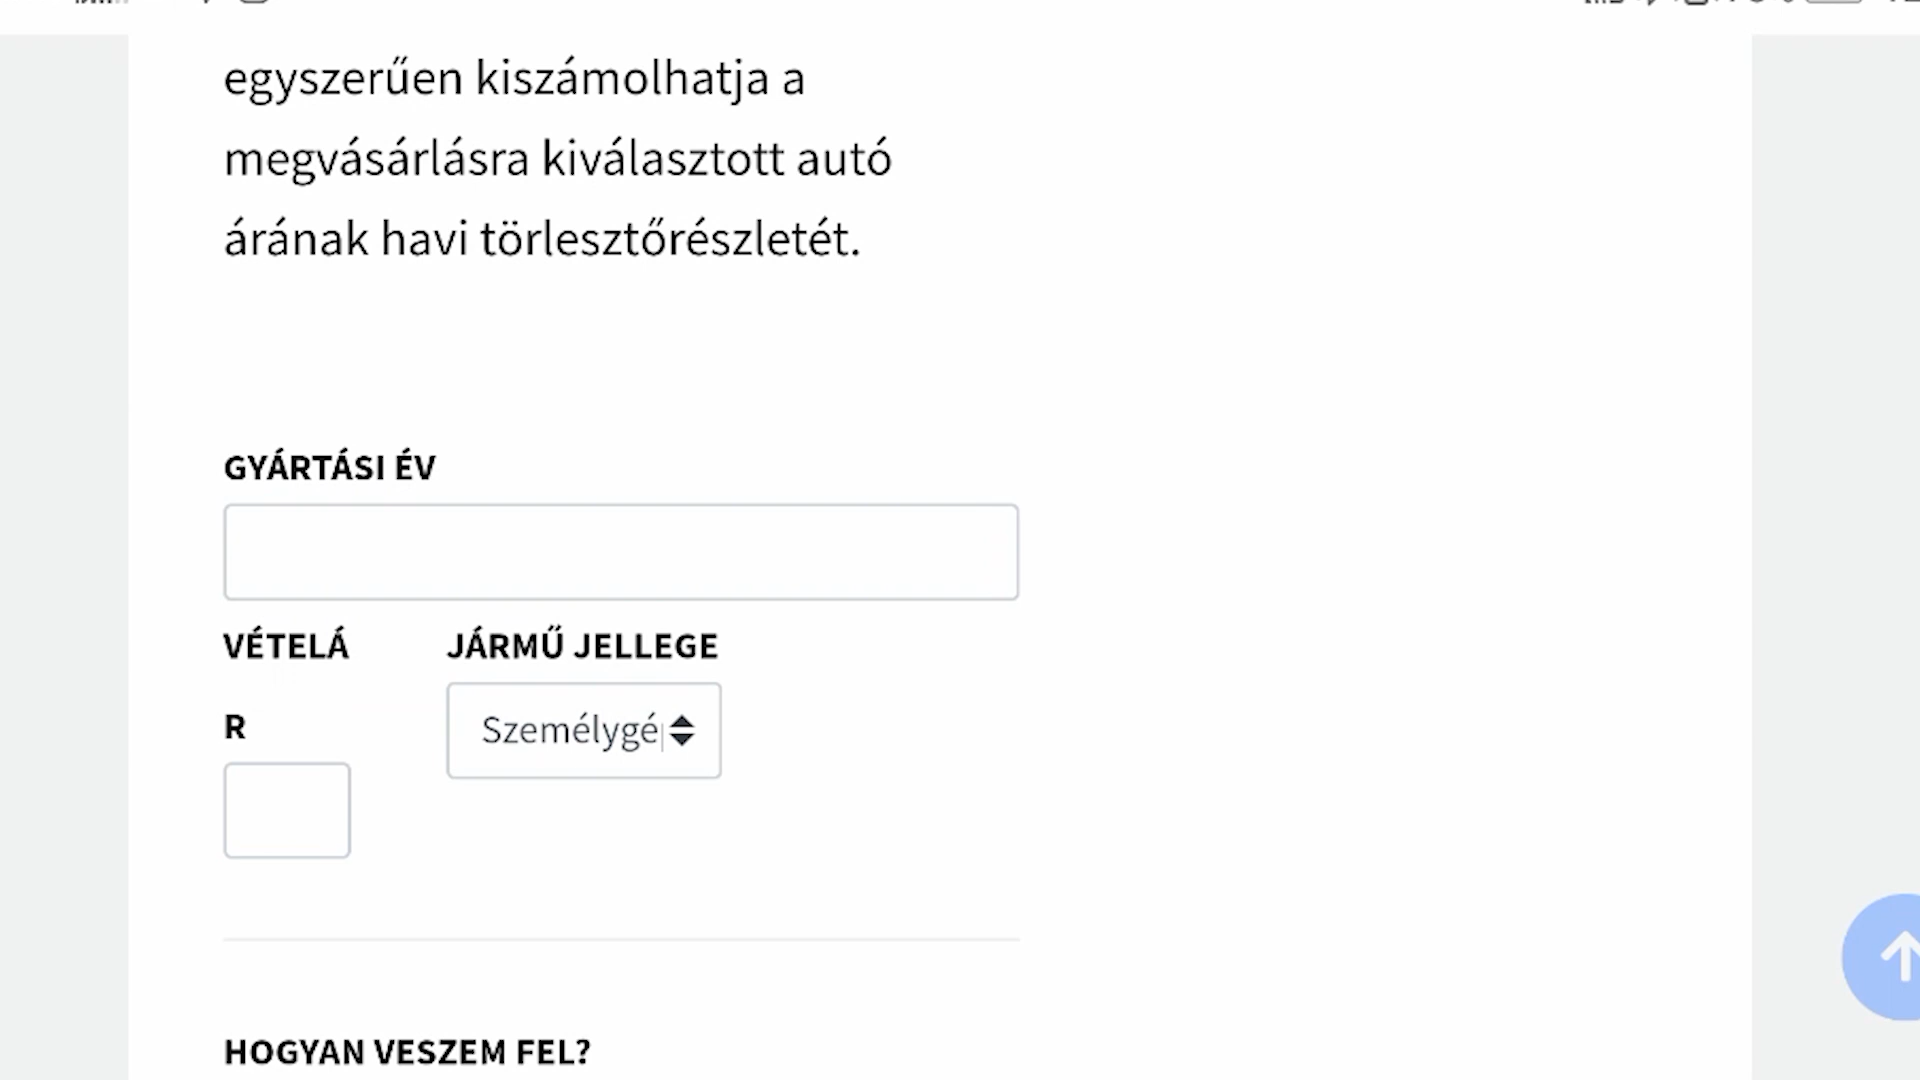 egyszerűen kiszámolhatja a
megvásárlásra kiválasztott autó
árának havi törlesztőrészletét.
GYÁRTÁSI ÉV
VÉTELÁ
R
JÁRMŰ JELLEGE
Személygé
HOGYAN VESZEM FEL?